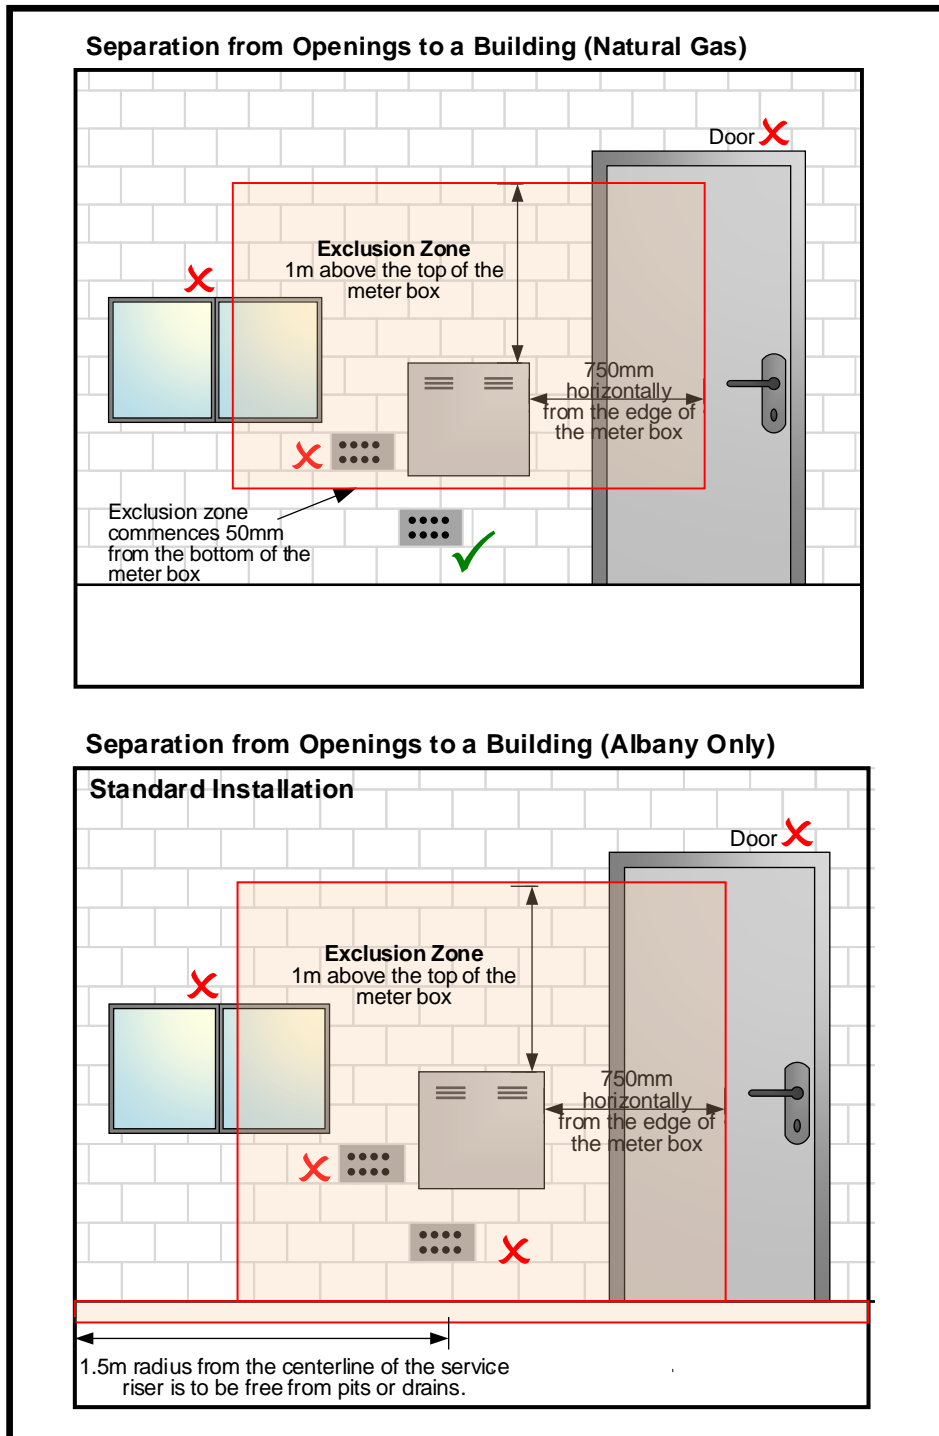 Separation from Openings to a Building (Natural Gas)
Door
Exclusion Zone
1m above the top of the
meter box
750mm
horizontally
from the edge of
the meter box
Exclusion zone
commences 50mm
from the bottom of the
meter box
Separation from Openings to a Building (Albany Only)
Standard Installation
Door
Exclusion Zone
1m above the top of the
meter box
750mm
horizontally
from the edge of
the meter box
1.5m radius from the centerline of the service
riser is to be free from pits or drains.